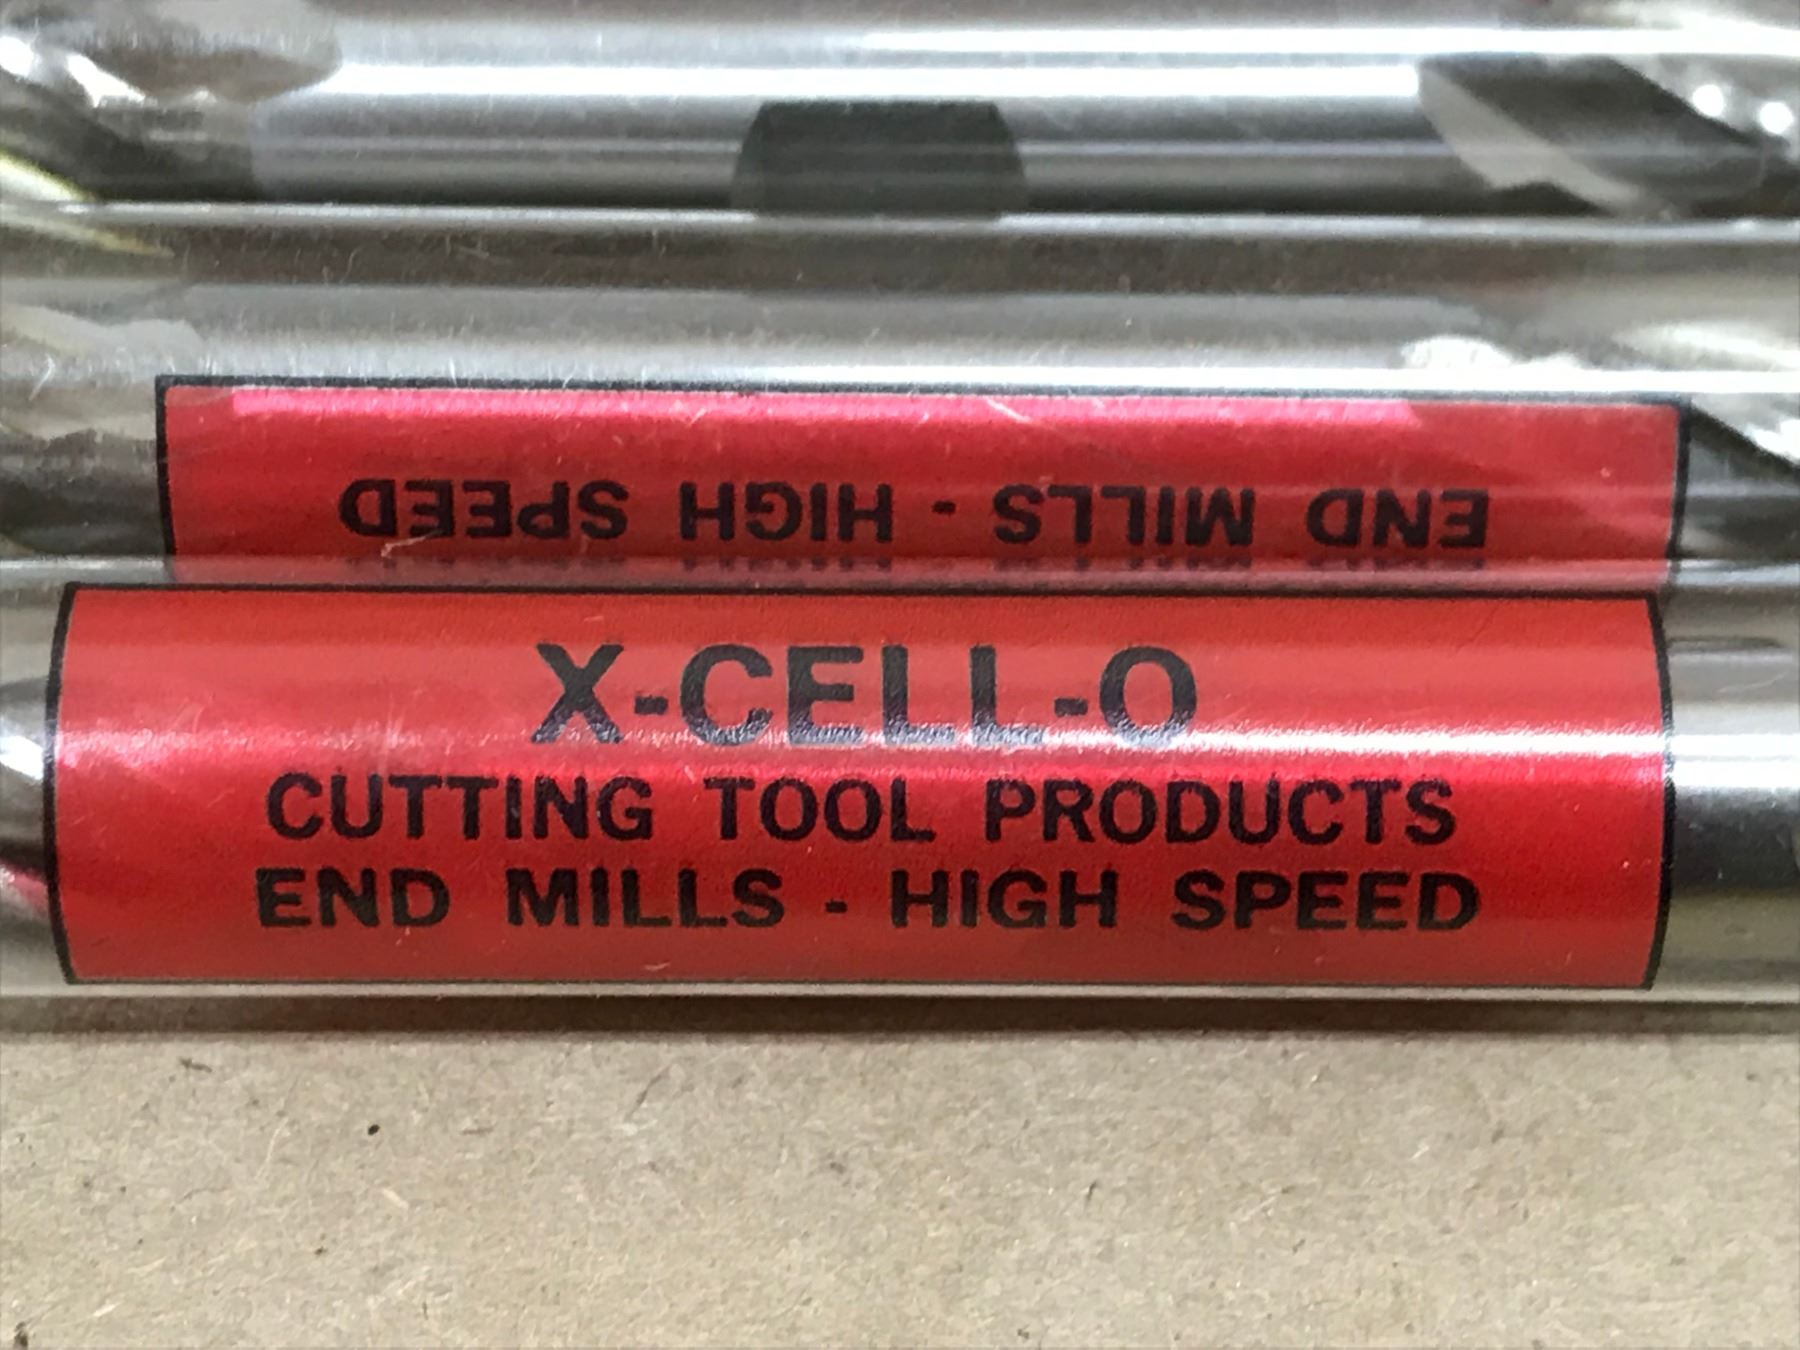 END MILLS - HIGH SPEED
X-CELL-O
CUTTING TOOL PRODUCTS
END MILLS - HIGH SPEED